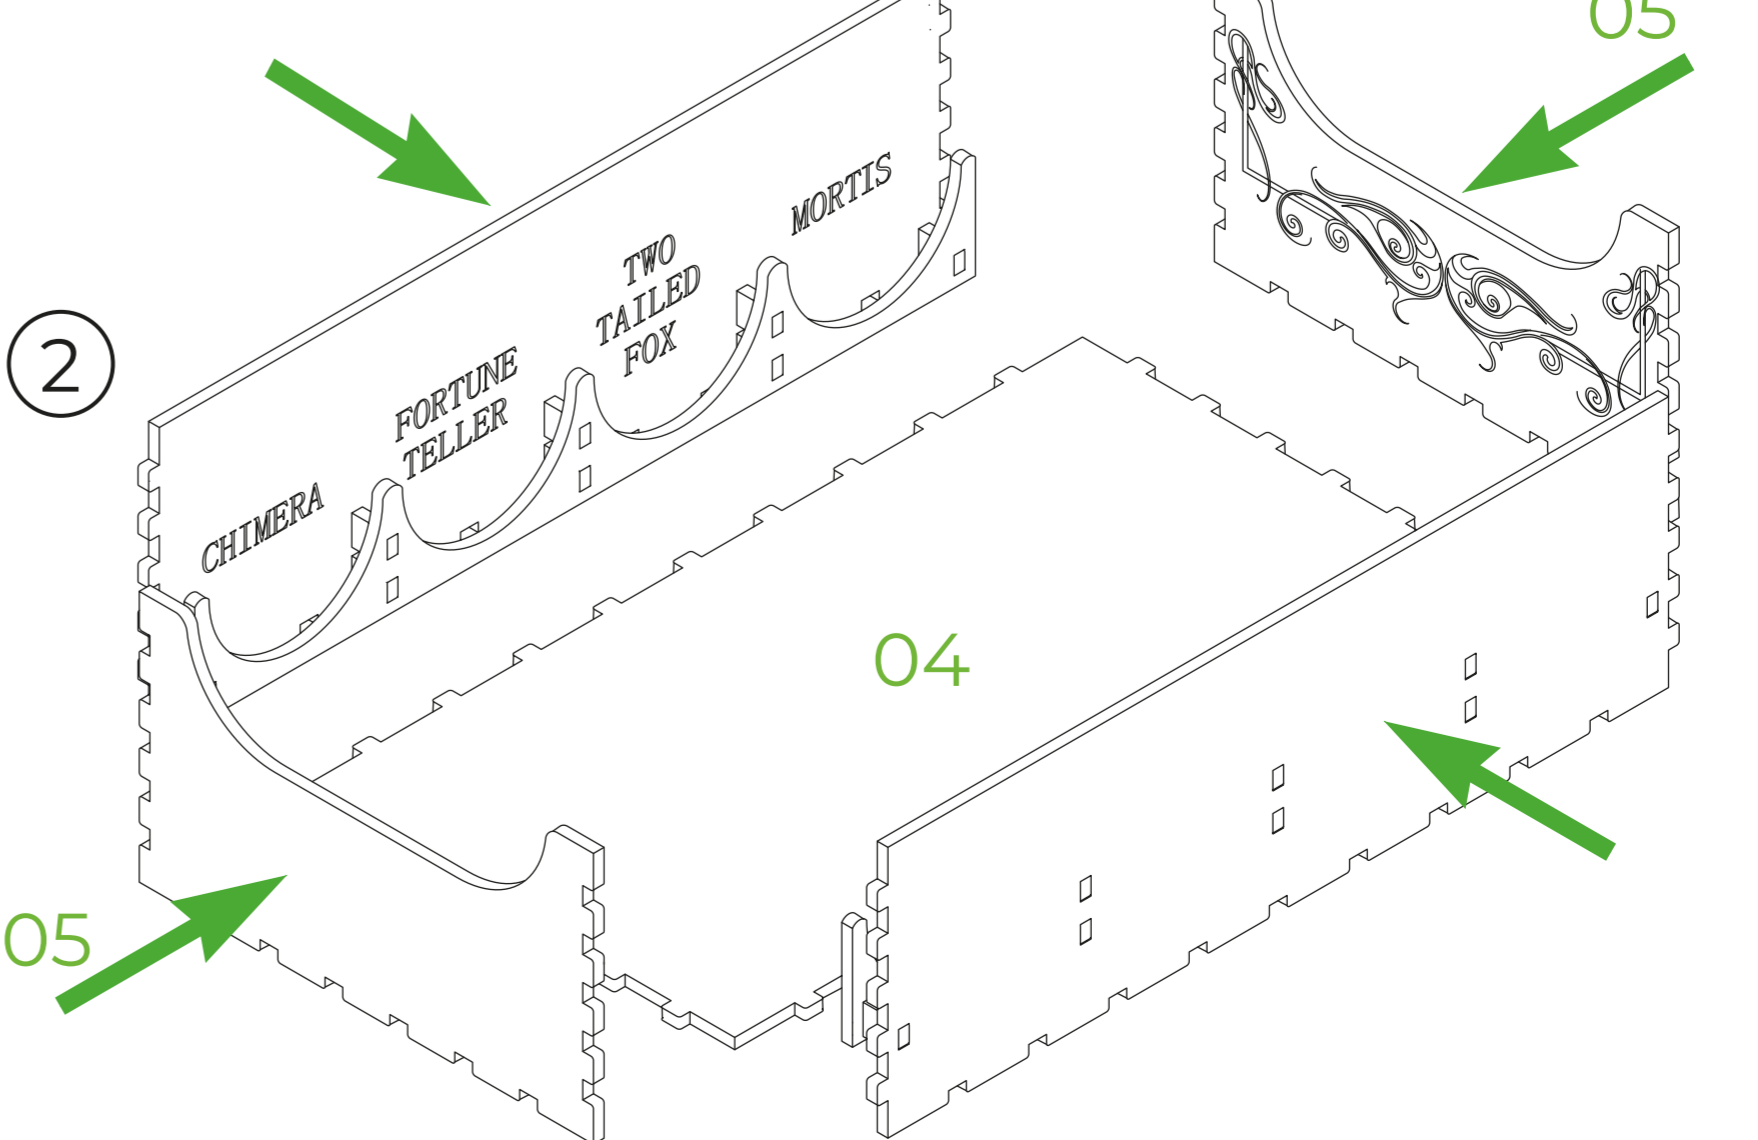 05
MORTIS
TWO
TAILED
FOX
2
FORTUNE
TELLER
CHIMERA
04
05